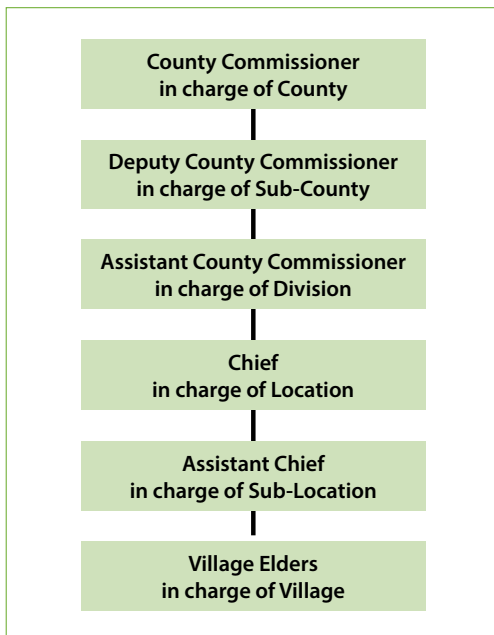 County Commissioner
in charge of County
Deputy County Commissioner
in charge of Sub-County
Assistant County Commissioner
in charge of Division
Chief
in charge of Location
Assistant Chief
in charge of Sub-Location
Village Elders
in charge of Village